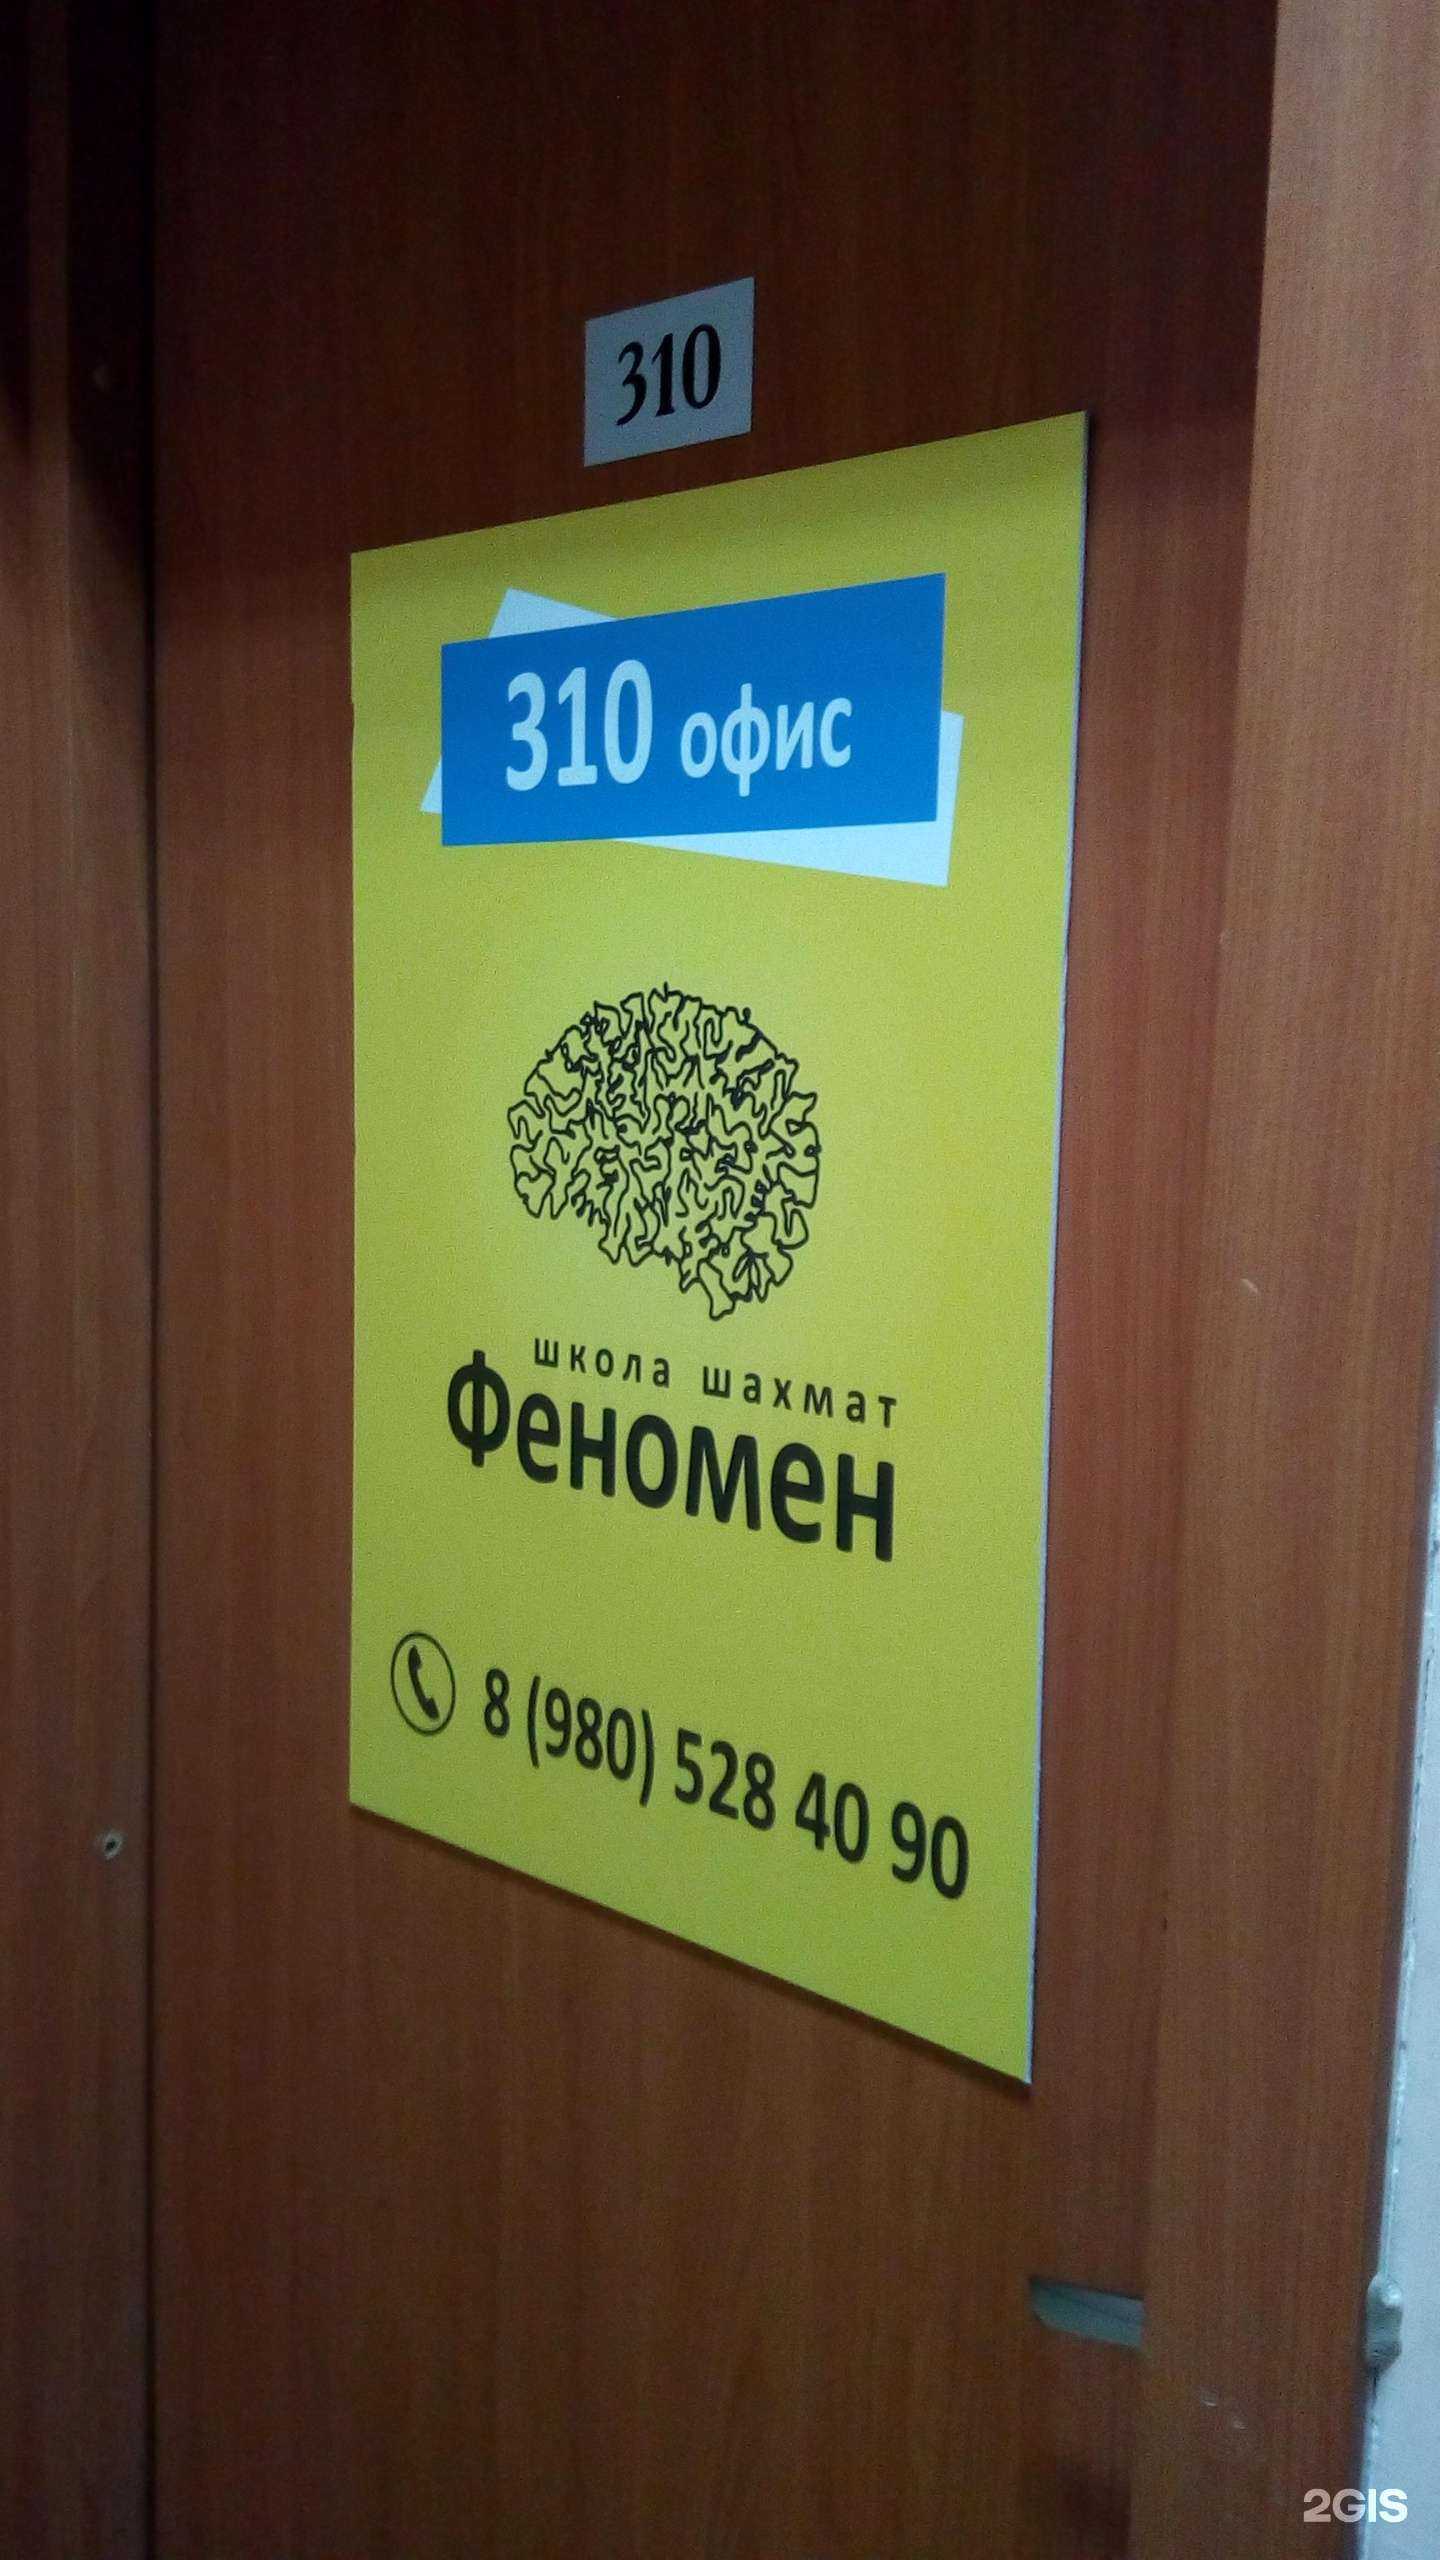 310
310 офис
школа шахмат
Феномен
8 (980) 528 40 90
2GIS